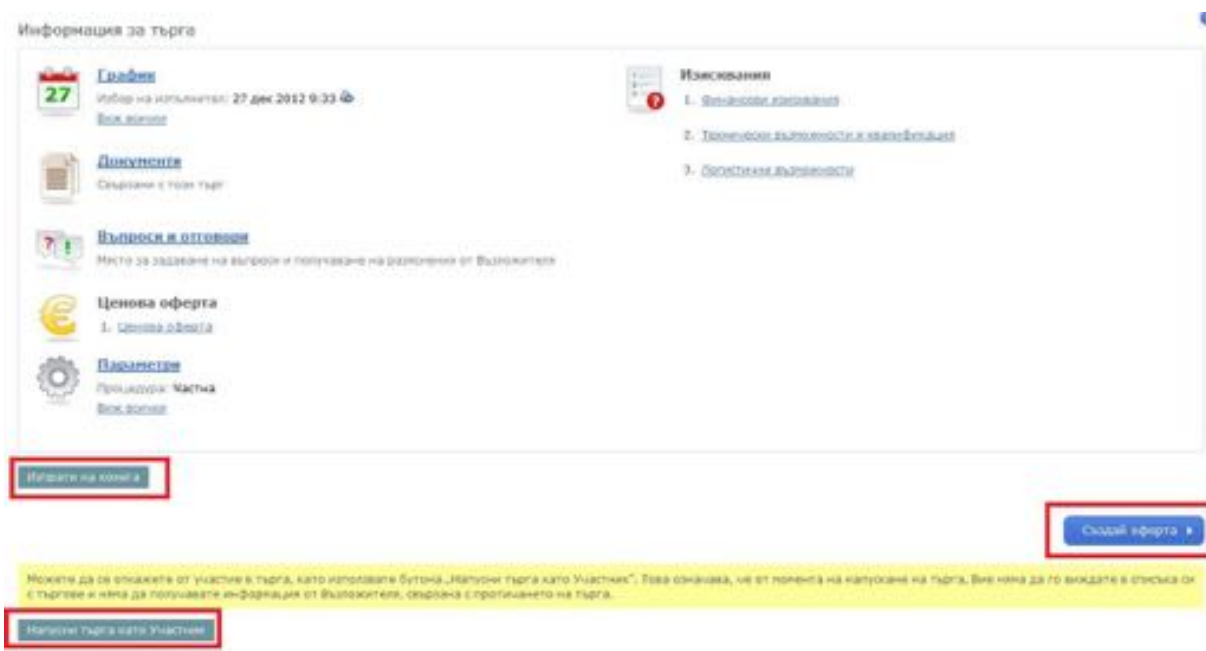 Информация за търга
27
График
Избор на изпълнител: 27 дек 2012 9:33
Виж всички
Документи
Свързани с този търг
Въпроси и отговори
Място за задаване на въпроси и получаване на разяснения от Възложителя
Ценова оферта
1. Ценова оферта
Параметри
Процедура: Частна
Виж всички
Изисквания
1. Финансови изисквания
2. Технически възможности и квалификация
3. Логистични възможности
Изпрати на колега
Създай оферта
Можете да се откажете от участие в търга, като използвате бутона „Напусни търга като Участник". Това означава, че от момента на напускане на търга, Вие няма да го виждате в списъка си
с търгове и няма да получавате информация от Възложителя, свързана с протичането на търга.
Напусни търга като Участник